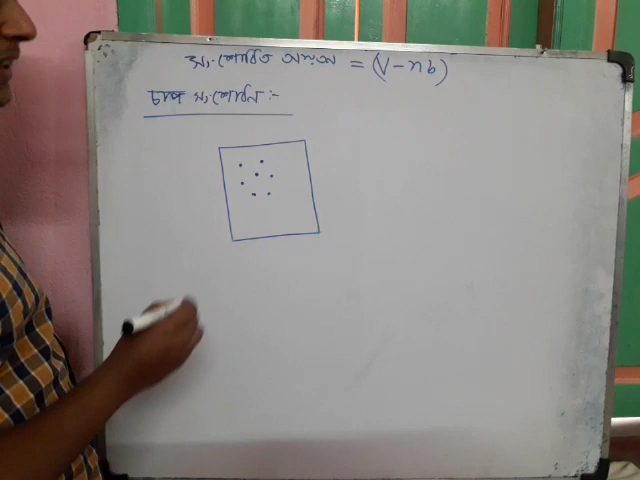 সংশোধিত আয়তন = (V-nb)
চাপ সংশোধন :-